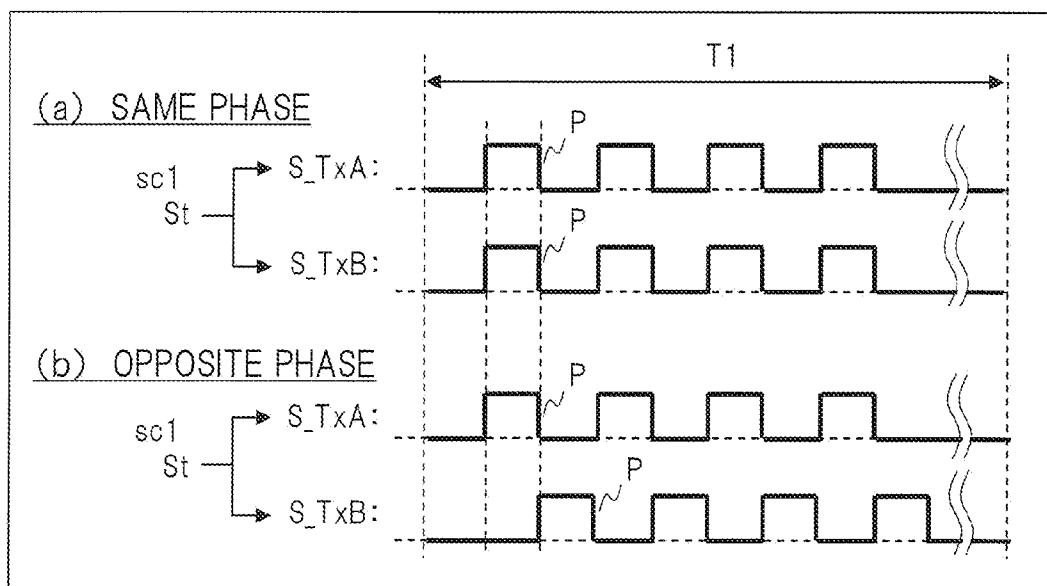 T1
(a) SAME PHASE
P
sc1
St
S_TxA:
P
S_TxB:
(b) OPPOSITE PHASE
P
sc1
St
S_TxA:
P
S_TxB: